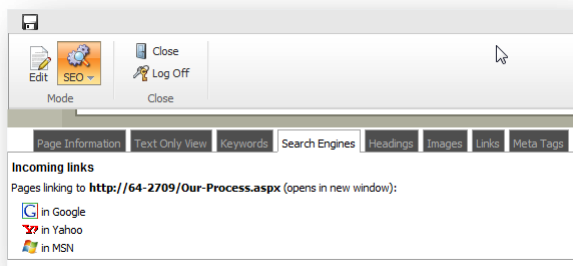 Edit
SEO
Close
Log Off
Mode
Close
Page Information
Text Only View
Keywords
Search Engines
Headings
Images
Links
Meta Tags
Incoming links
Pages linking to http://64-2709/Our-Process.aspx (opens in new window):
G in Google
Y! in Yahoo
in MSN